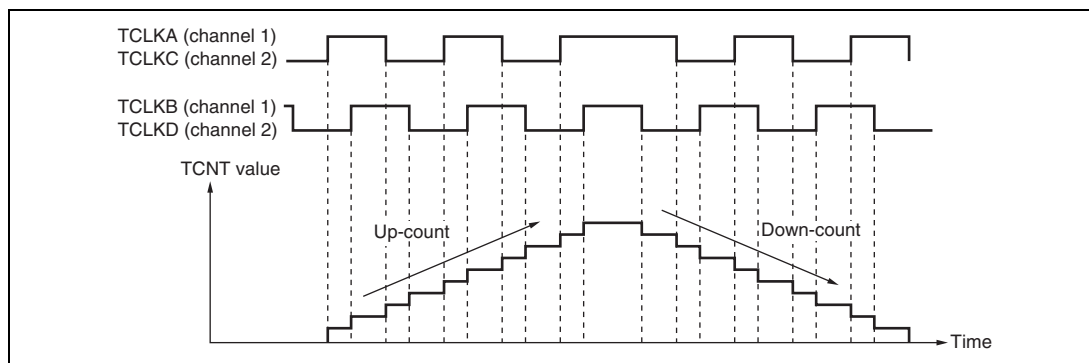 TCLKA (channel 1)
TCLKC (channel 2)
TCLKB (channel 1)
TCLKD (channel 2)
TCNT value
Up-count
Down-count
Time